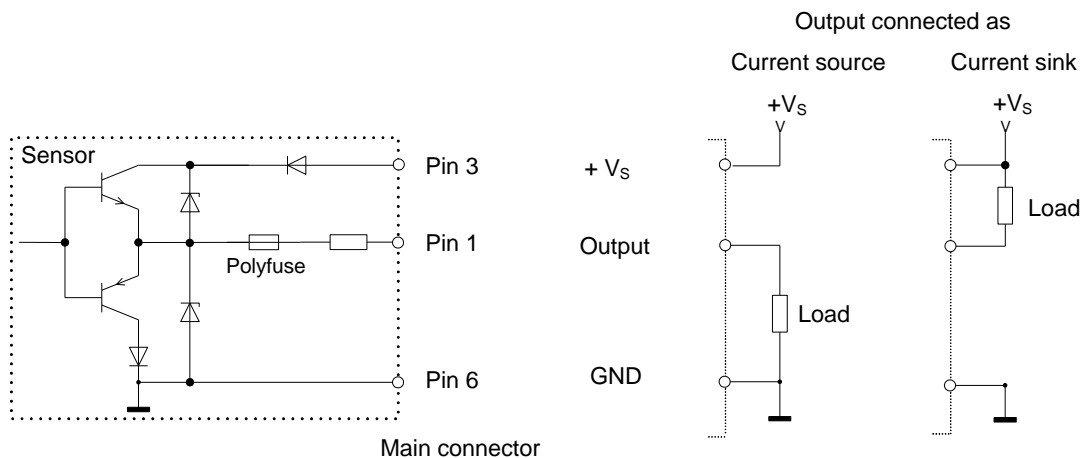 Output connected as
Current source
Current sink
+VS
+VS
Sensor
Pin 3
+ VS
Load
Pin 1
Output
Polyfuse
Load
Pin 6
GND
Main connector